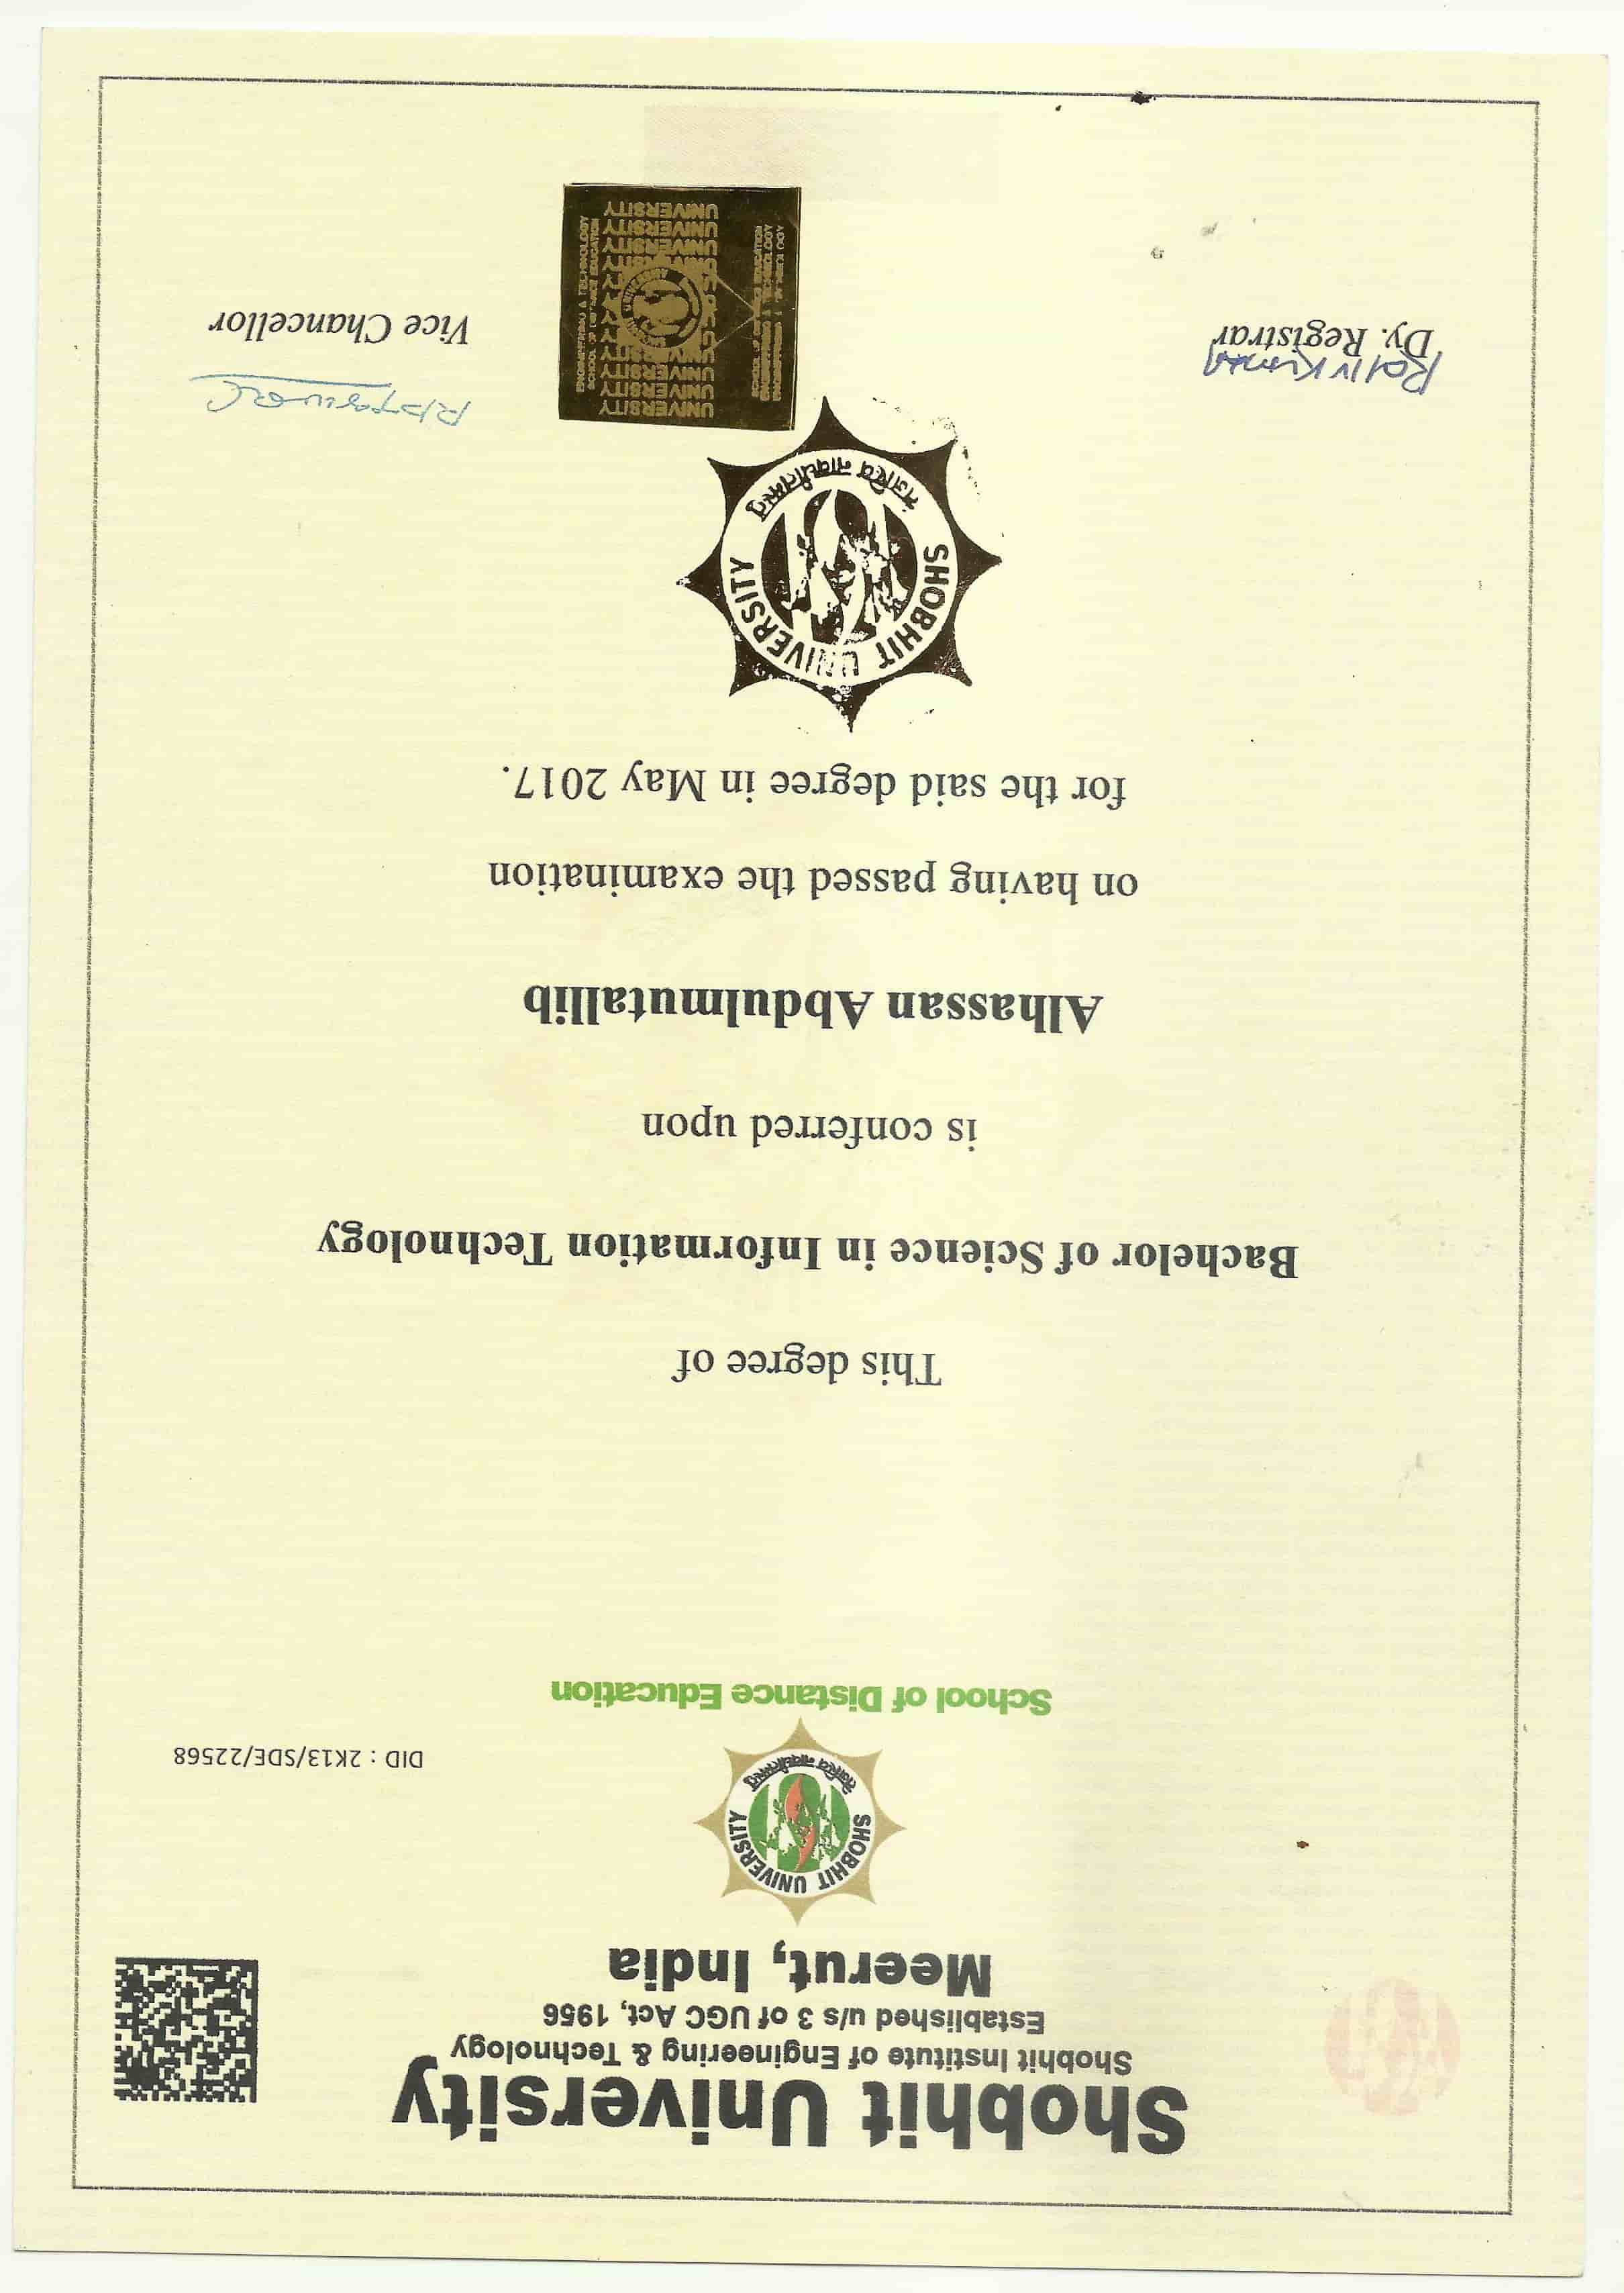 Shobhit University
Shobhit Institute of Engineering & Technology
Established u/s 3 of UGC Act, 1956
Meerut, India
SHOBHIT UNIVERSITY
तेजस्वि नावधीतमस्तु
DID : 2K13/SDE/22568
School of Distance Education
This degree of
Bachelor of Science in Information Technology
is conferred upon
Alhassan Abdulmutallib
on having passed the examination
for the said degree in May 2017.
SHOBHIT UNIVERSITY
तेजस्वि नावधीतमस्तु
Rajiv Kumar
Dy. Registrar
UNIVERSITY
UNIVERSITY
UNIVERSITY
UNIVERSITY
UNIVERSITY
UNIVERSITY
Vice Chancellor